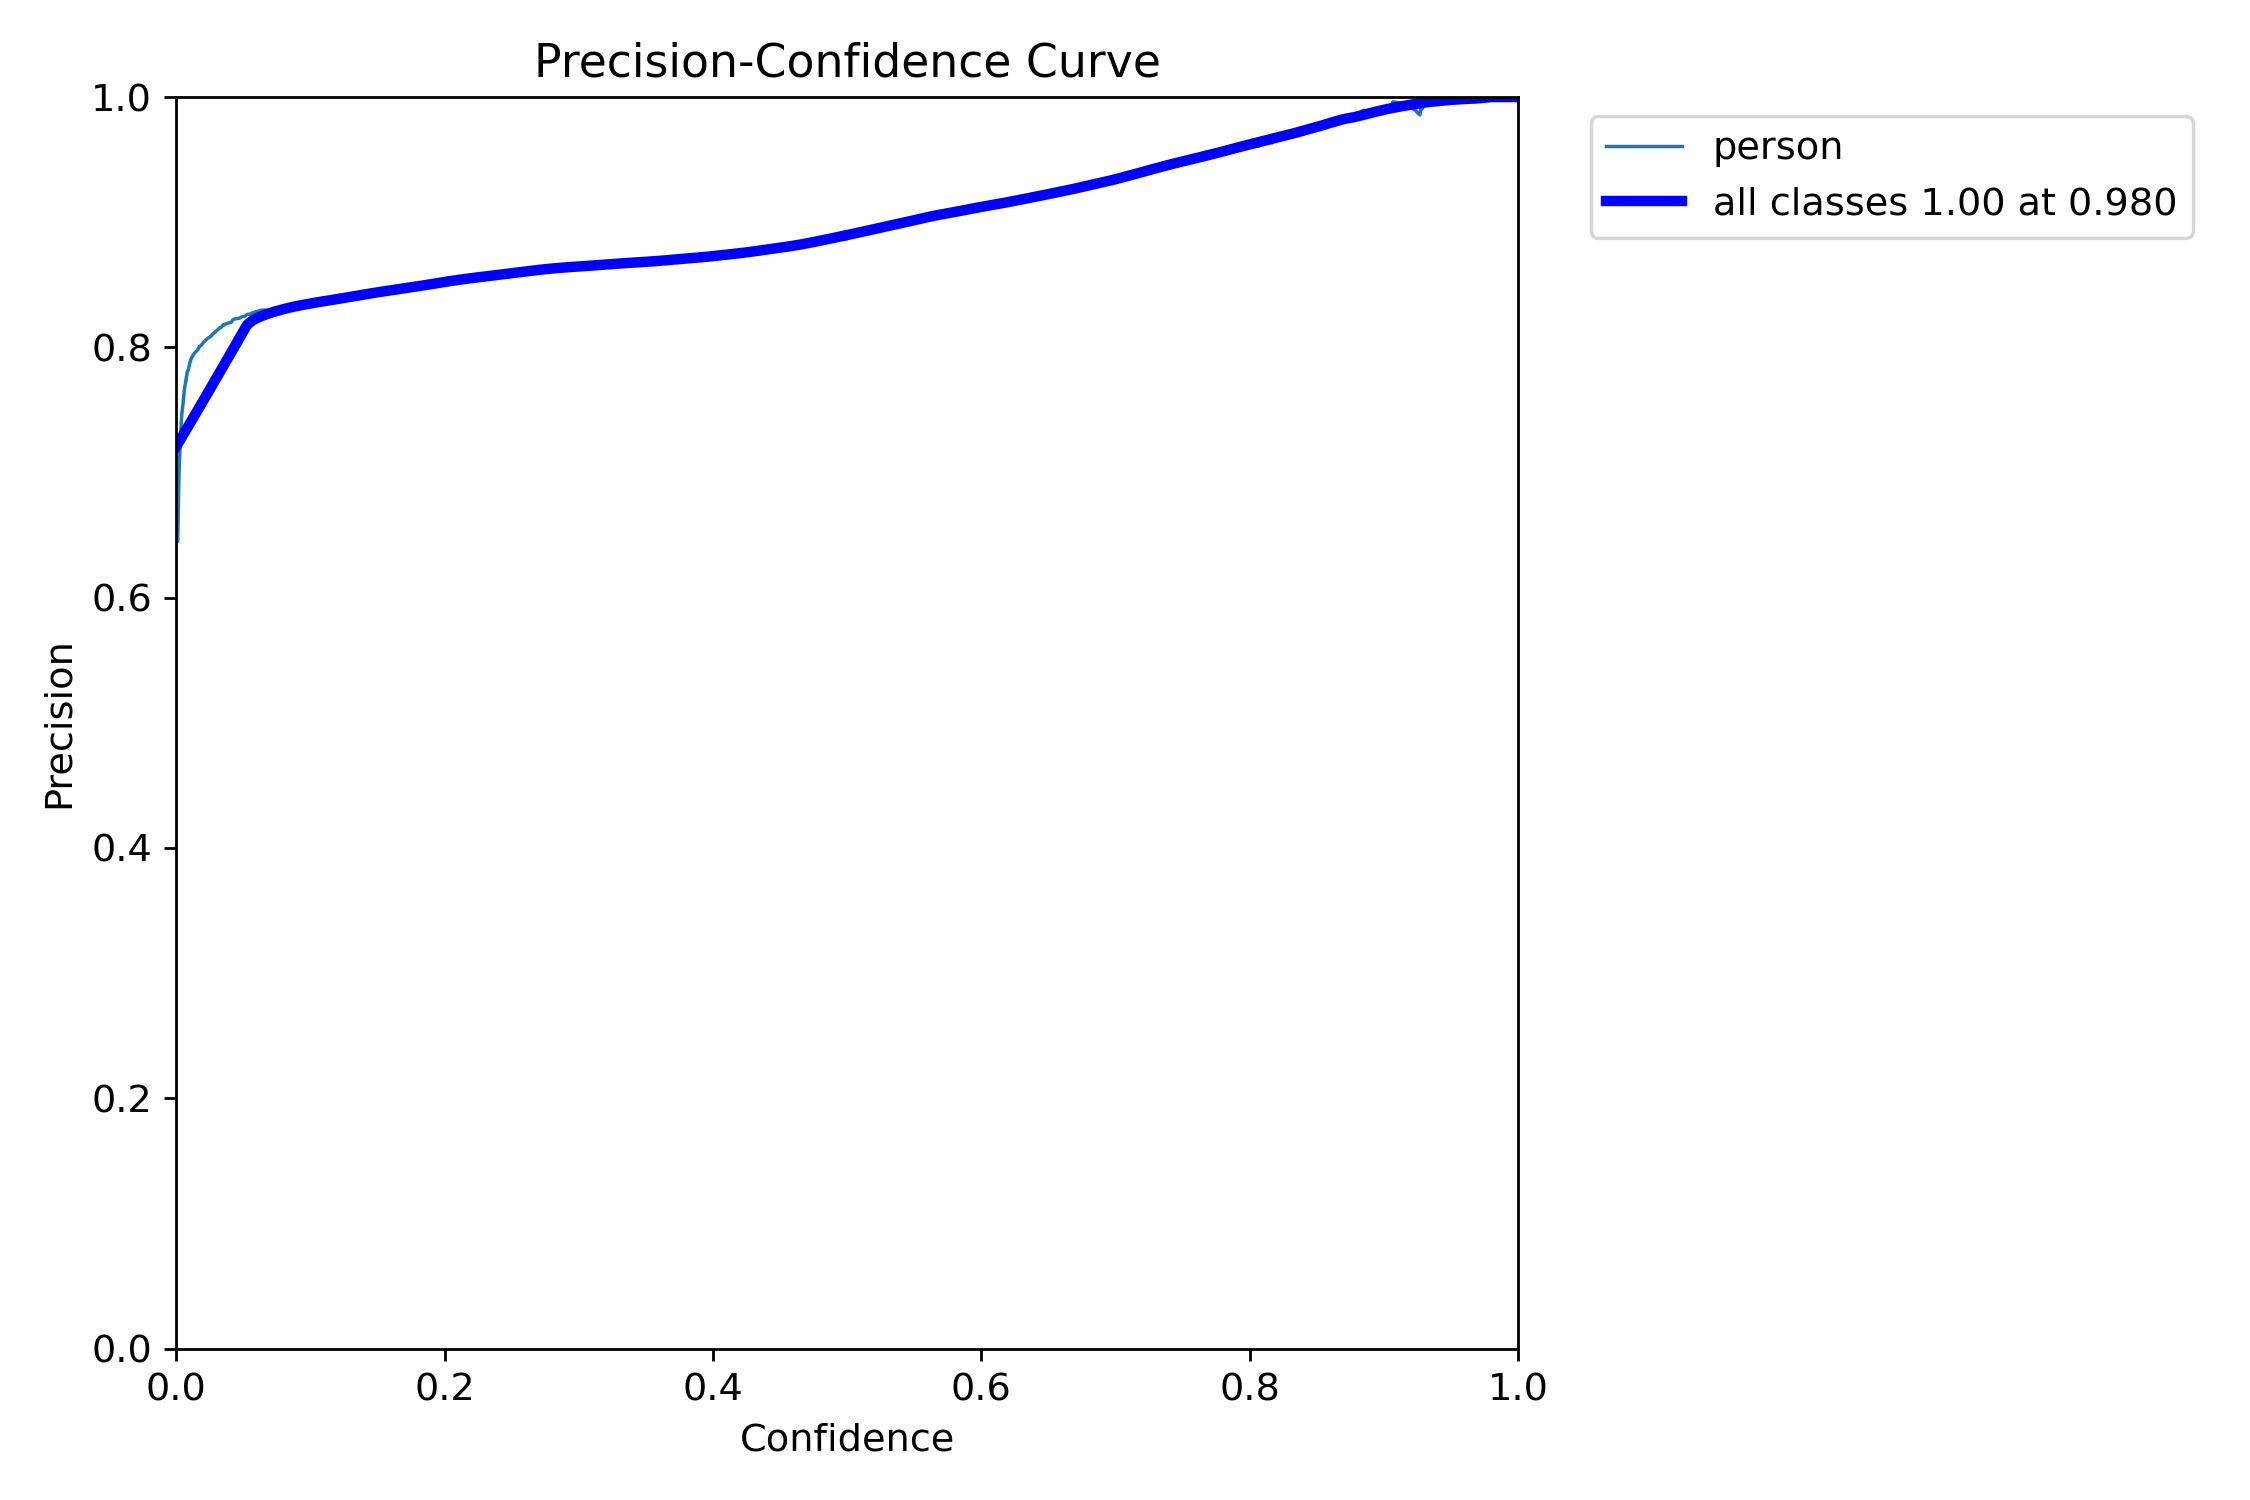 Precision-Confidence Curve
1.0
0.8
0.6
0.4
0.2
0.0
Precision
0.0 0.2 0.4 0.6 0.8 1.0
Confidence
person
all classes 1.00 at 0.980